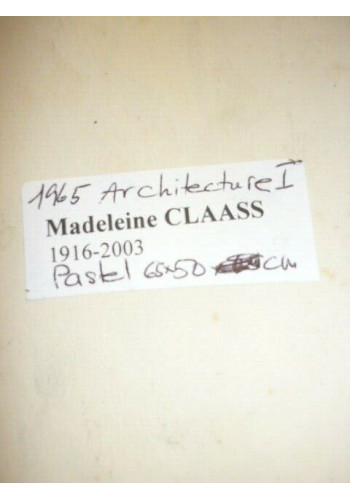 1965 Architecture I
Madeleine CLAASS
1916-2003
Pastel 65x50 cm